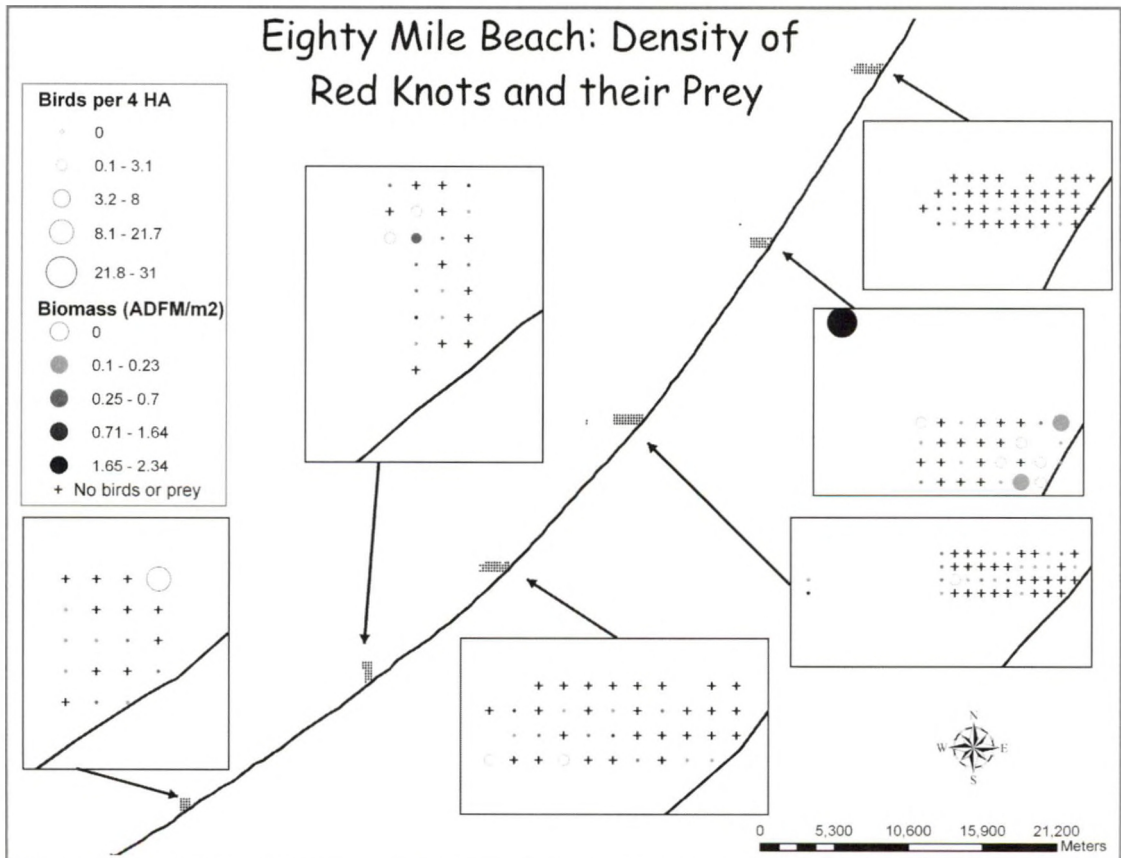 Eighty Mile Beach: Density of
Red Knots and their Prey
Birds per 4 HA
0
0.1 - 3.1
3.2 - 8
8.1 - 21.7
21.8 - 31
Biomass (ADFM/m2)
0
0.1 - 0.23
0.25 - 0.7
0.71 - 1.64
1.65 - 2.34
+ No birds or prey
N
W E
S
0 5,300 10,600 15,900 21,200
Meters